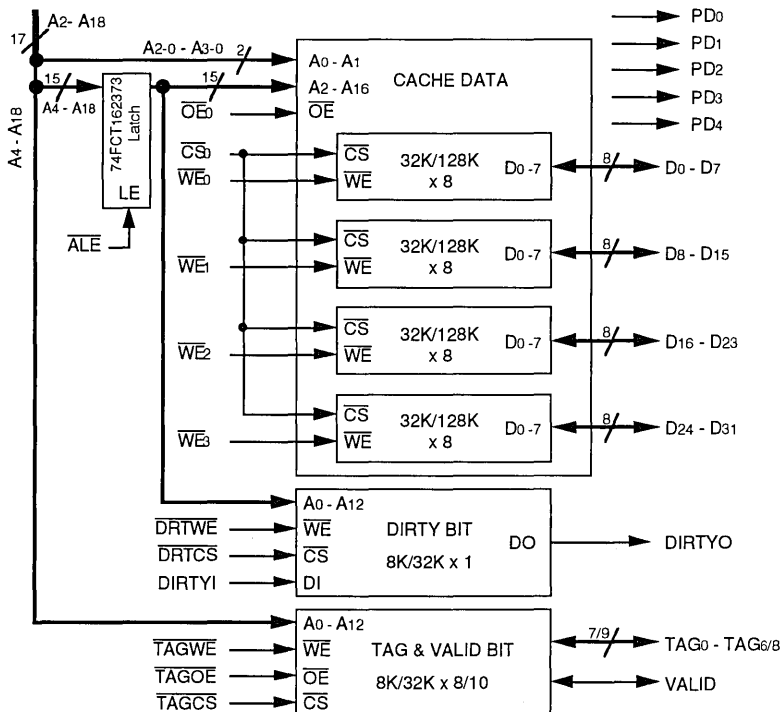 A2- A18
17
A2-0 - A3-0 2
15 A4 - A18
A4 - A18
74FCT162373
Latch
LE
ALE
15
OE0
CS0
WE0
WE1
WE2
WE3
A0 - A1
A2 - A16
OE
CACHE DATA
CS 32K/128K D0 -7
WE x 8
8 D0 - D7
CS 32K/128K D0 -7
WE x 8
8 D8 - D15
CS 32K/128K D0 -7
WE x 8
8 D16 - D23
CS 32K/128K D0 -7
WE x 8
8 D24 - D31
PD0
PD1
PD2
PD3
PD4
A0 - A12
DRTWE WE DIRTY BIT DO DIRTYO
DRTCS CS 8K/32K x 1
DIRTYI DI
A0 - A12
TAGWE WE TAG & VALID BIT 7/9 TAG0 - TAG6/8
TAGOE OE 8K/32K x 8/10 VALID
TAGCS CS